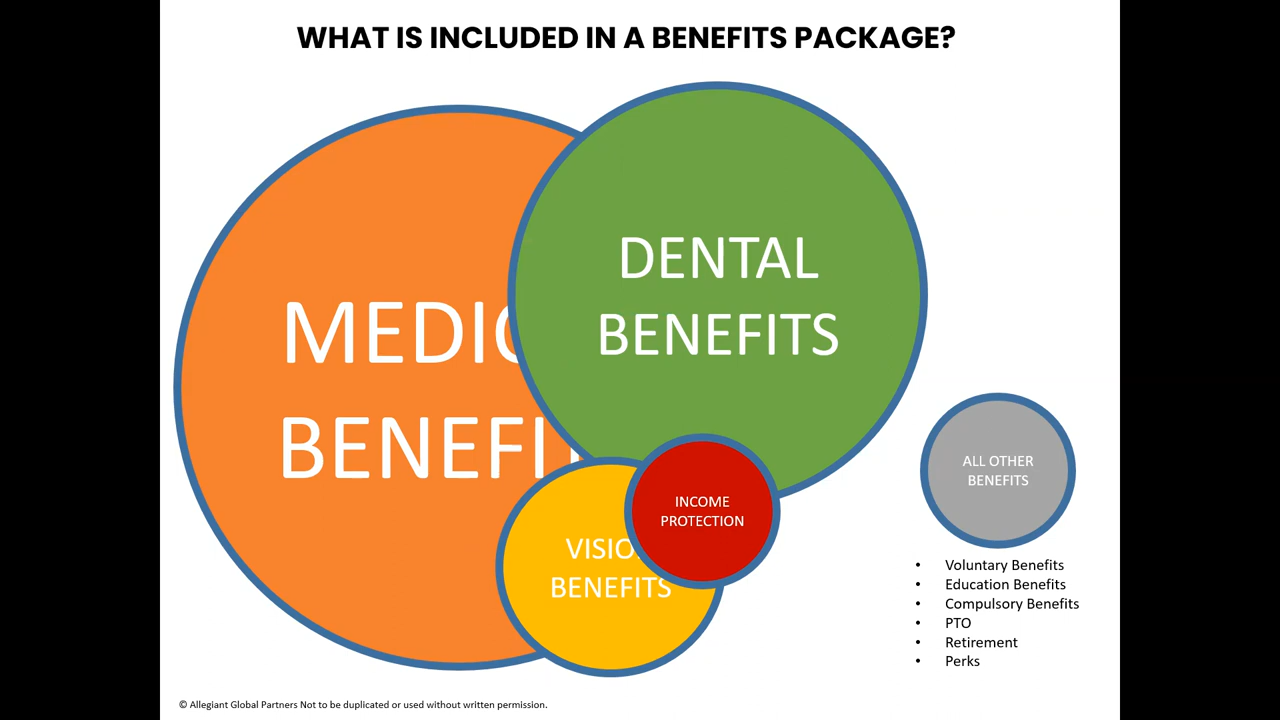 WHAT IS INCLUDED IN A BENEFITS PACKAGE?
MEDIC
BENEFI
DENTAL
BENEFITS
VISIO
BENEFITS
INCOME
PROTECTION
ALL OTHER
BENEFITS
• Voluntary Benefits
• Education Benefits
• Compulsory Benefits
• PTO
• Retirement
• Perks
© Allegiant Global Partners Not to be duplicated or used without written permission.